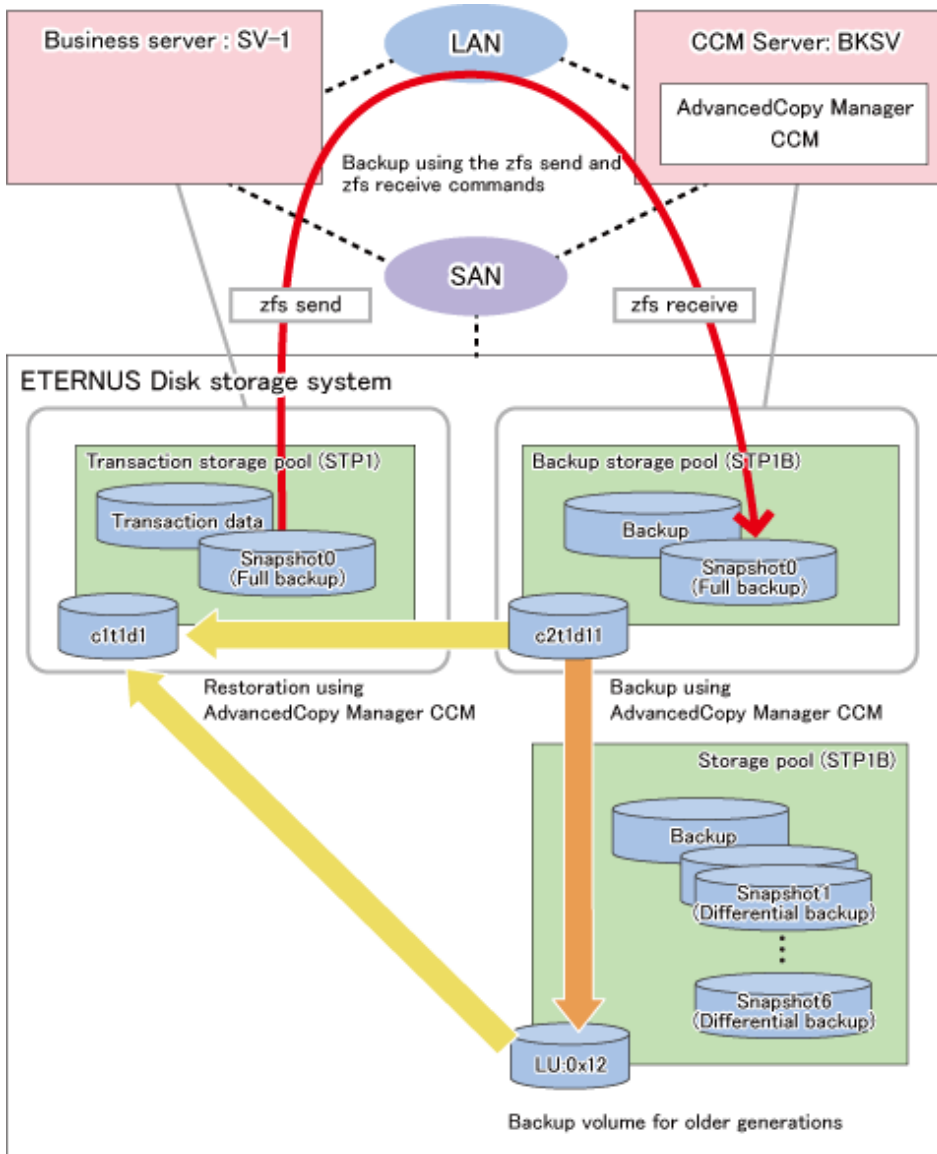 Business server : SV-1
LAN
CCM Server: BKSV
AdvancedCopy Manager
CCM
Backup using the zfs send and
zfs receive commands
SAN
zfs send
zfs receive
ETERNUS Disk storage system
Transaction storage pool (STP1)
Transaction data
Snapshot0
(Full backup)
c1t1d1
Backup storage pool (STP1B)
Backup
Snapshot0
(Full backup)
c2t1d11
Restoration using
AdvancedCopy Manager CCM
Backup using
AdvancedCopy Manager CCM
Storage pool (STP1B)
Backup
Snapshot1
(Differential backup)
⋮
Snapshot6
(Differential backup)
LU:0x12
Backup volume for older generations